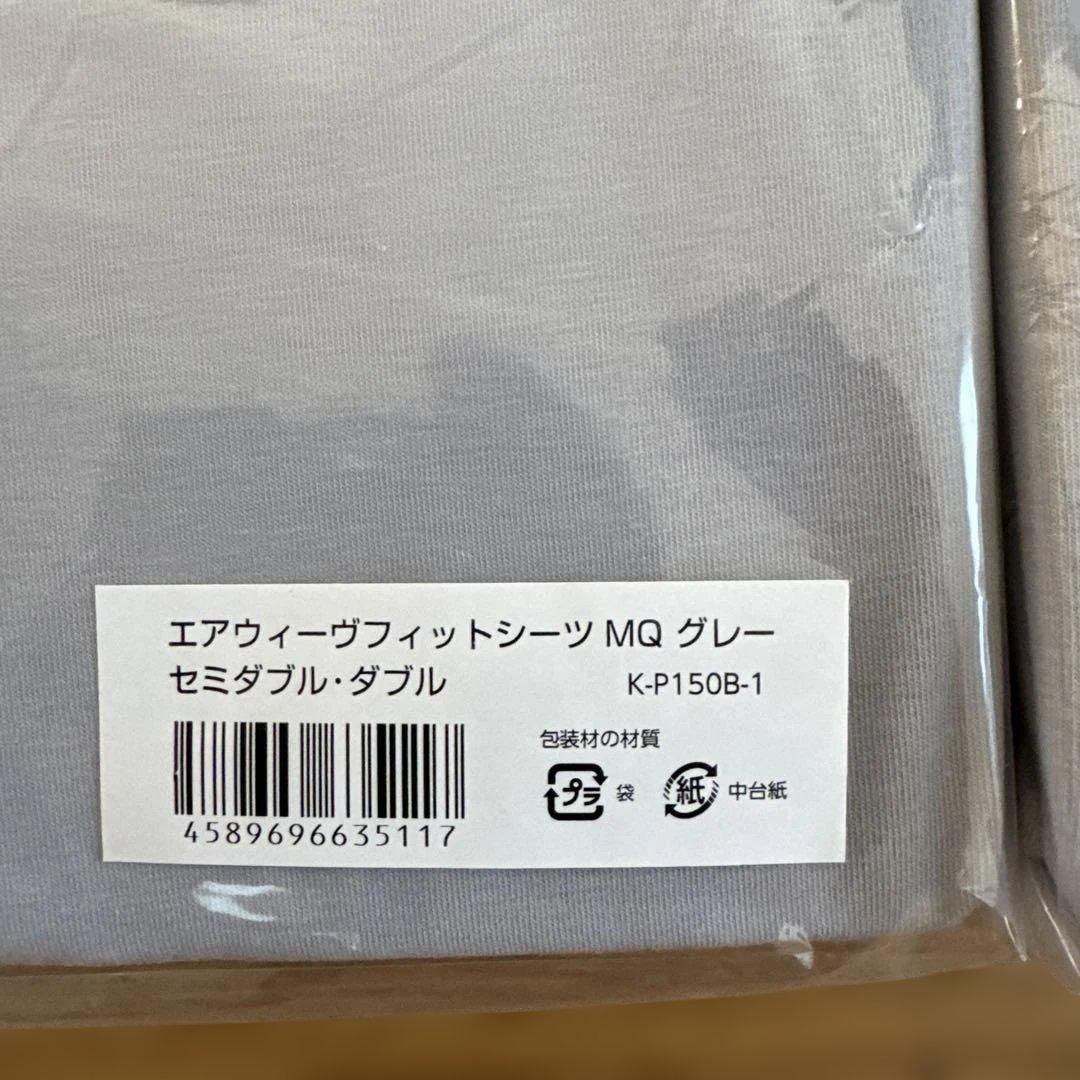 エアウィーヴフィットシーツ MQ グレー
セミダブル・ダブル K-P150B-1
包装材の材質
プラ 袋 紙 中台紙
4589696635117